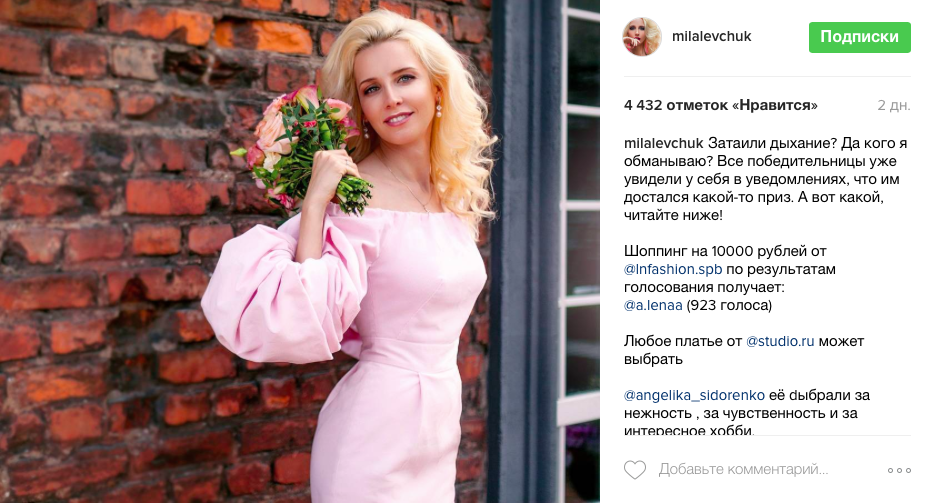 milalevchuk
Подписки
4 432 отметок «Нравится»
2 дн.
milalevchuk Затаили дыхание? Да кого я
обманываю? Все победительницы уже
увидели у себя в уведомлениях, что им
достался какой-то приз. А вот какой,
читайте ниже!
Шоппинг на 10000 рублей от
@lnfashion.spb по результатам
голосования получает:
@a.lenaa (923 голоса)
Любое платье от @studio.ru может
выбрать
@angelika_sidorenko её dыбрали за
нежность , за чувственность и за
интересное хобби.
Добавьте комментарий...